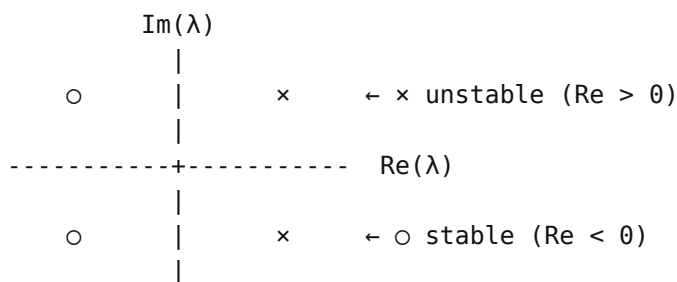 Im(λ)
|
○ | × ← × unstable (Re > 0)
|
-----------+----------- Re(λ)
|
○ | × ← ○ stable (Re < 0)
|